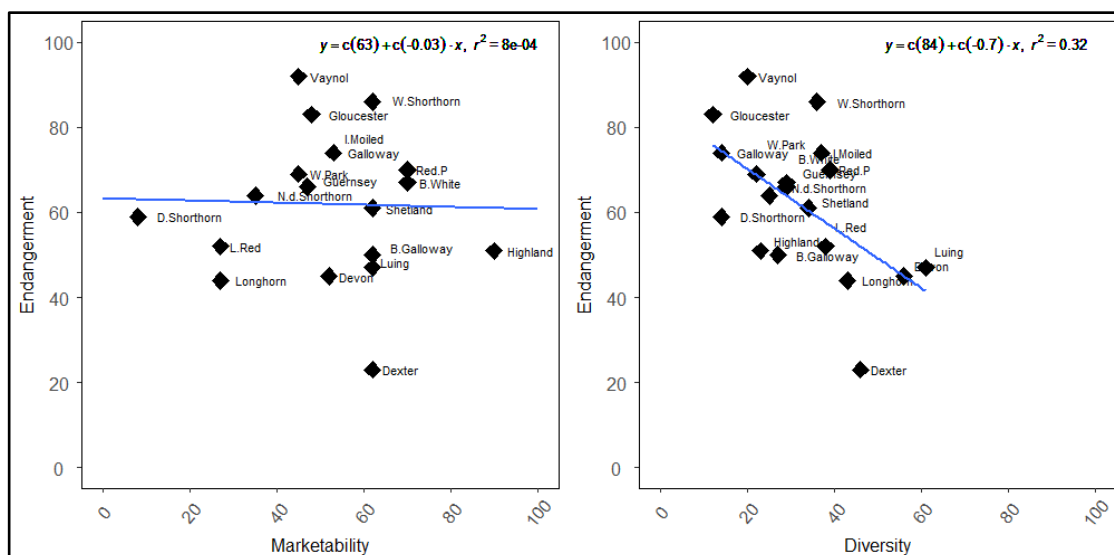 y = c(63) + c(-0.03) · x, r² = 8e-04
100
80
60
40
20
0
Endangerment
Vaynol
W.Shorthorn
Gloucester
I.Moiled
Galloway
W.Park
Red.P
Guernsey
B.White
N.d.Shorthorn
Shetland
D.Shorthorn
L.Red
B.Galloway
Highland
Luing
Longhorn
Devon
Dexter
0
20
40
60
80
100
Marketability
y = c(84) + c(-0.7) · x, r² = 0.32
100
80
60
40
20
0
Endangerment
Vaynol
W.Shorthorn
Gloucester
W.Park
Galloway
I.Moiled
B.White
Red.P
Guernsey
N.d.Shorthorn
Shetland
D.Shorthorn
L.Red
Highland
B.Galloway
Luing
Devon
Longhorn
Dexter
0
20
40
60
80
100
Diversity